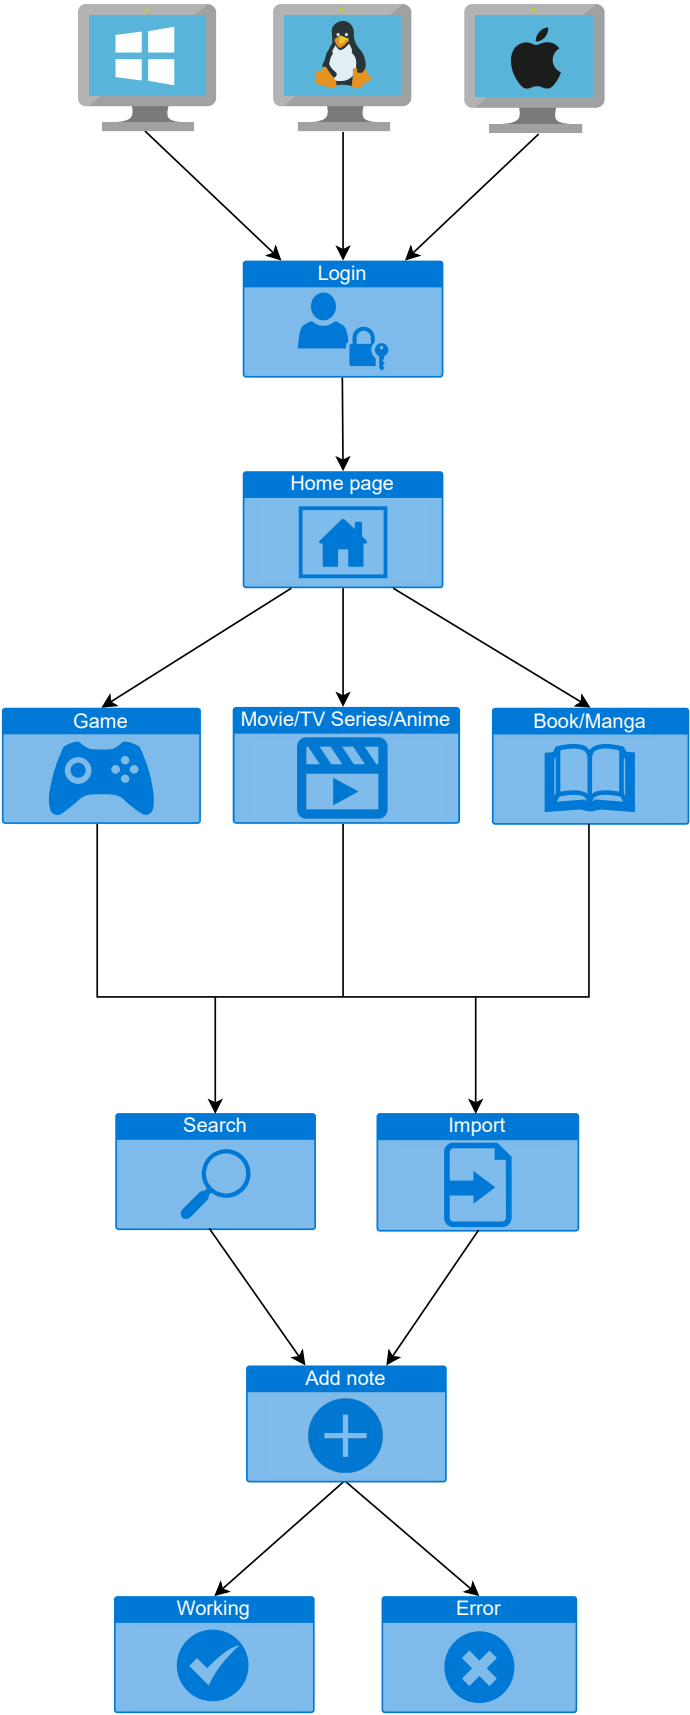 Login
Home page
Game
Movie/TV Series/Anime
Book/Manga
Search
Import
Add note
Working
Error